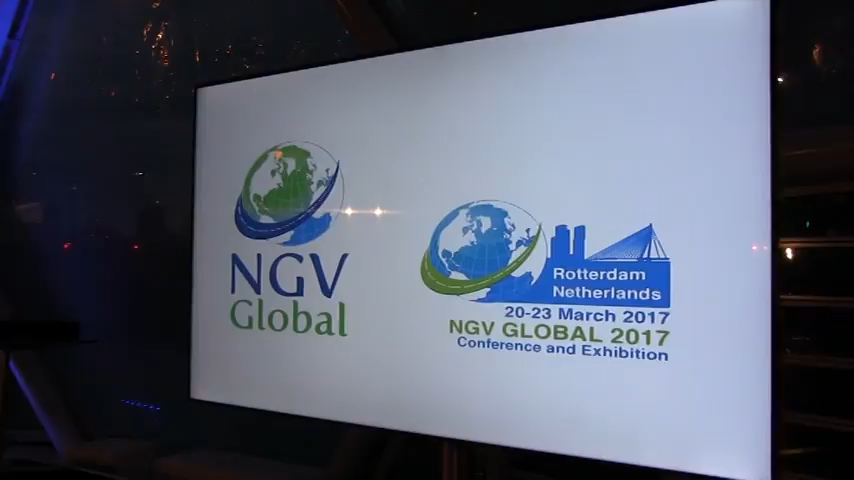 NGV
Global
Rotterdam
Netherlands
20-23 March 2017
NGV GLOBAL 2017
Conference and Exhibition